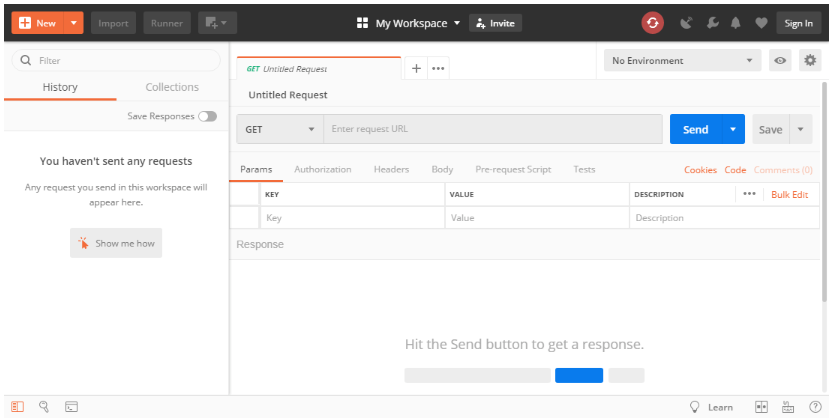 New Import Runner My Workspace Invite Sign In
Filter
History Collections
Save Responses
You haven't sent any requests
Any request you send in this workspace will
appear here.
Show me how
GET Untitled Request
No Environment
Untitled Request
GET Enter request URL Send Save
Params Authorization Headers Body Pre-request Script Tests Cookies Code Comments (0)
KEY VALUE DESCRIPTION Bulk Edit
Key Value Description
Response
Hit the Send button to get a response.
Learn